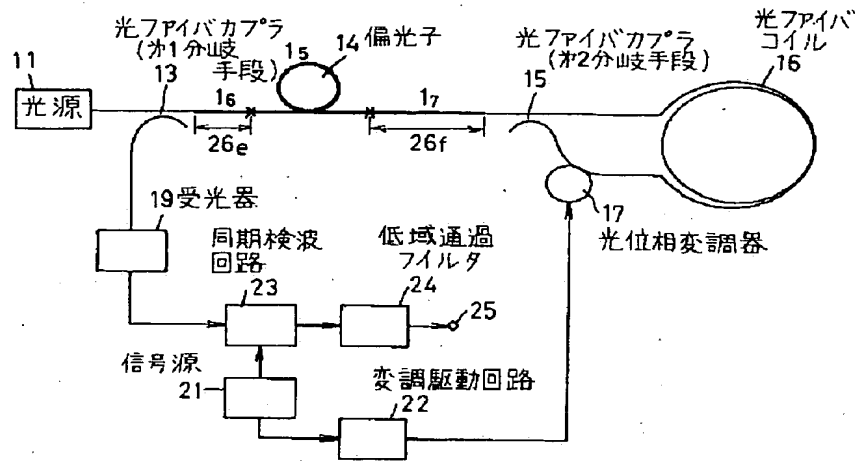 光ファイバカプラ
(第1分岐
手段)
13
11
光源
1₅
14 偏光子
1₆
1₇
26e
26f
光ファイバカプラ
(第2分岐手段)
15
光ファイバ
コイル
16
17
光位相変調器
19 受光器
同期検波
回路
23
低域通過
フイルタ
24
25
信号源
21
変調駆動回路
22